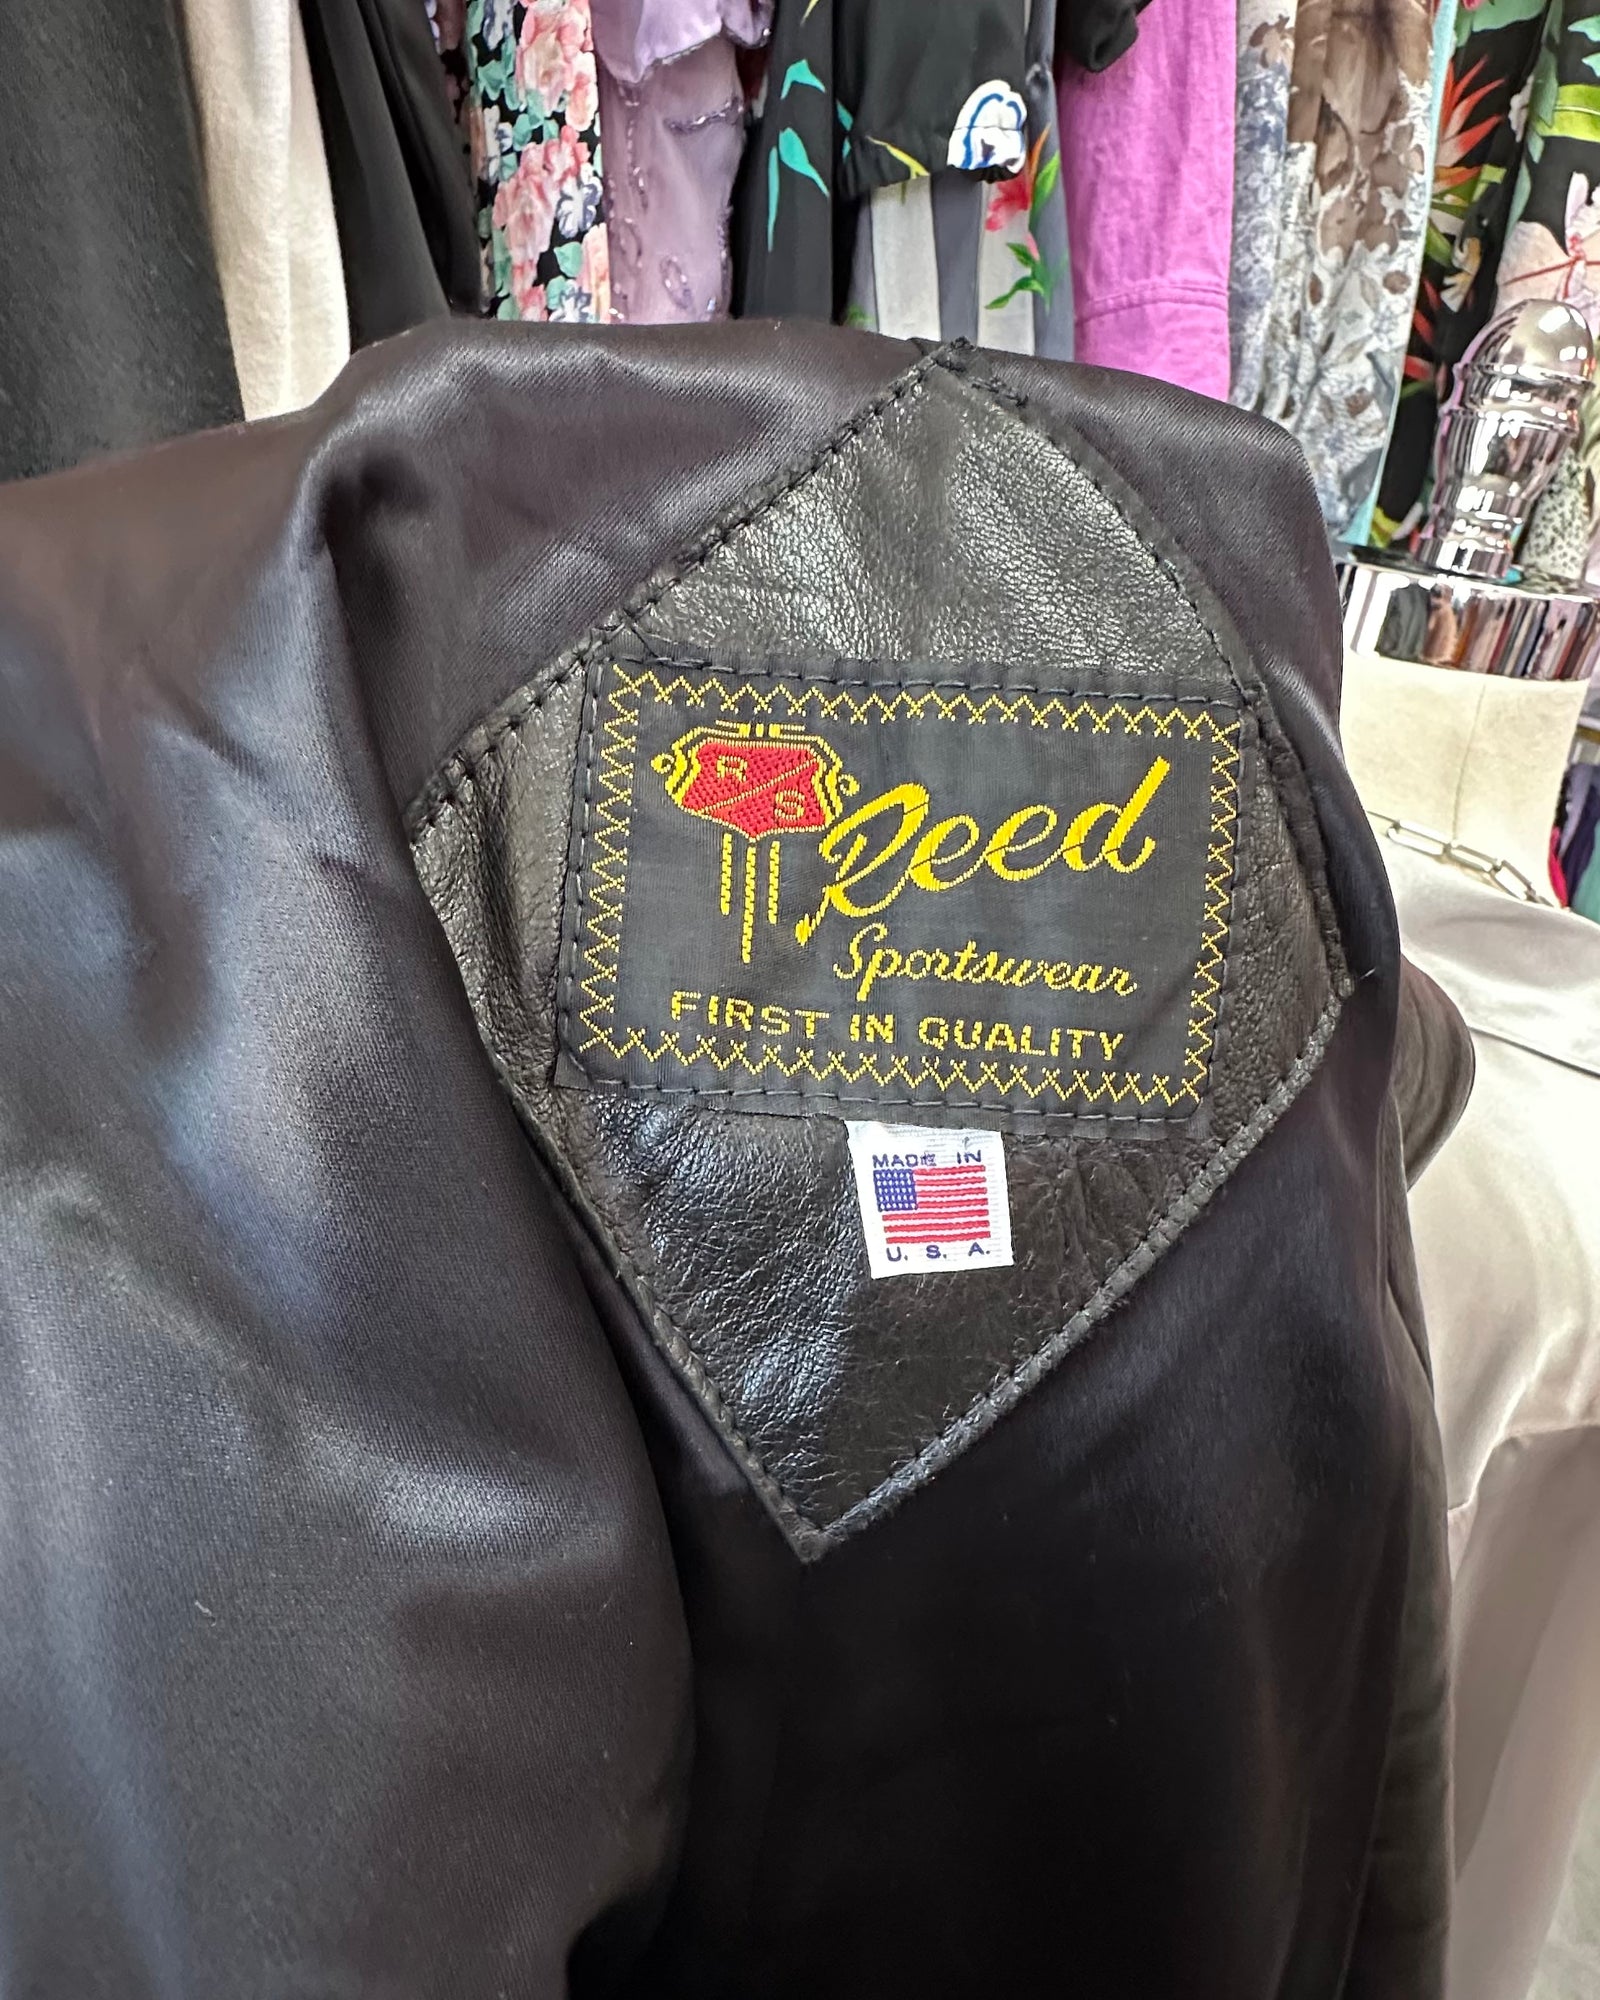 R
S
Reed
Sportswear
FIRST IN QUALITY
MADE IN
U. S. A.